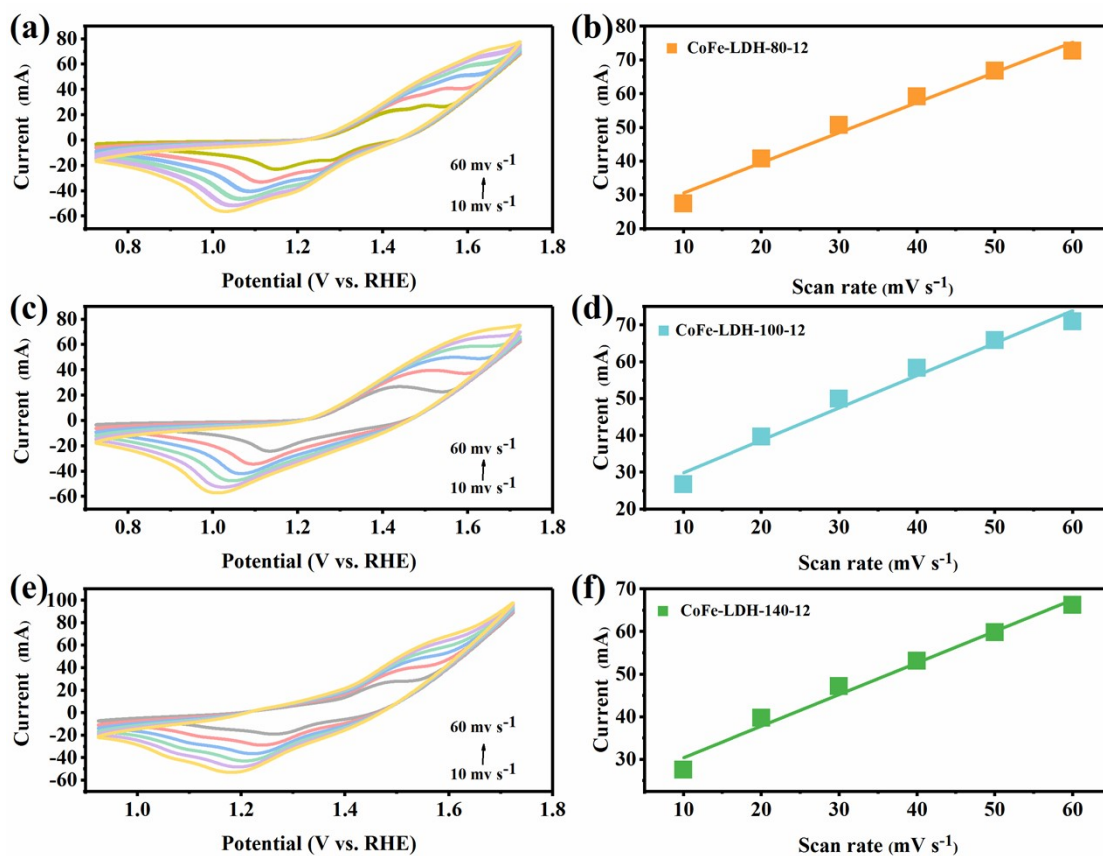 (a)
80
60
40
20
0
-20
-40
-60
Current (mA)
60 mv s⁻¹
10 mv s⁻¹
0.8 1.0 1.2 1.4 1.6 1.8
Potential (V vs. RHE)
(b)
CoFe-LDH-80-12
80
70
60
50
40
30
20
Current (mA)
10 20 30 40 50 60
Scan rate (mV s⁻¹)
(c)
80
60
40
20
0
-20
-40
-60
Current (mA)
60 mv s⁻¹
10 mv s⁻¹
0.8 1.0 1.2 1.4 1.6 1.8
Potential (V vs. RHE)
(d)
CoFe-LDH-100-12
70
60
50
40
30
20
Current (mA)
10 20 30 40 50 60
Scan rate (mV s⁻¹)
(e)
100
80
60
40
20
0
-20
-40
-60
Current (mA)
60 mv s⁻¹
10 mv s⁻¹
1.0 1.2 1.4 1.6 1.8
Potential (V vs. RHE)
(f)
CoFe-LDH-140-12
70
60
50
40
30
Current (mA)
10 20 30 40 50 60
Scan rate (mV s⁻¹)